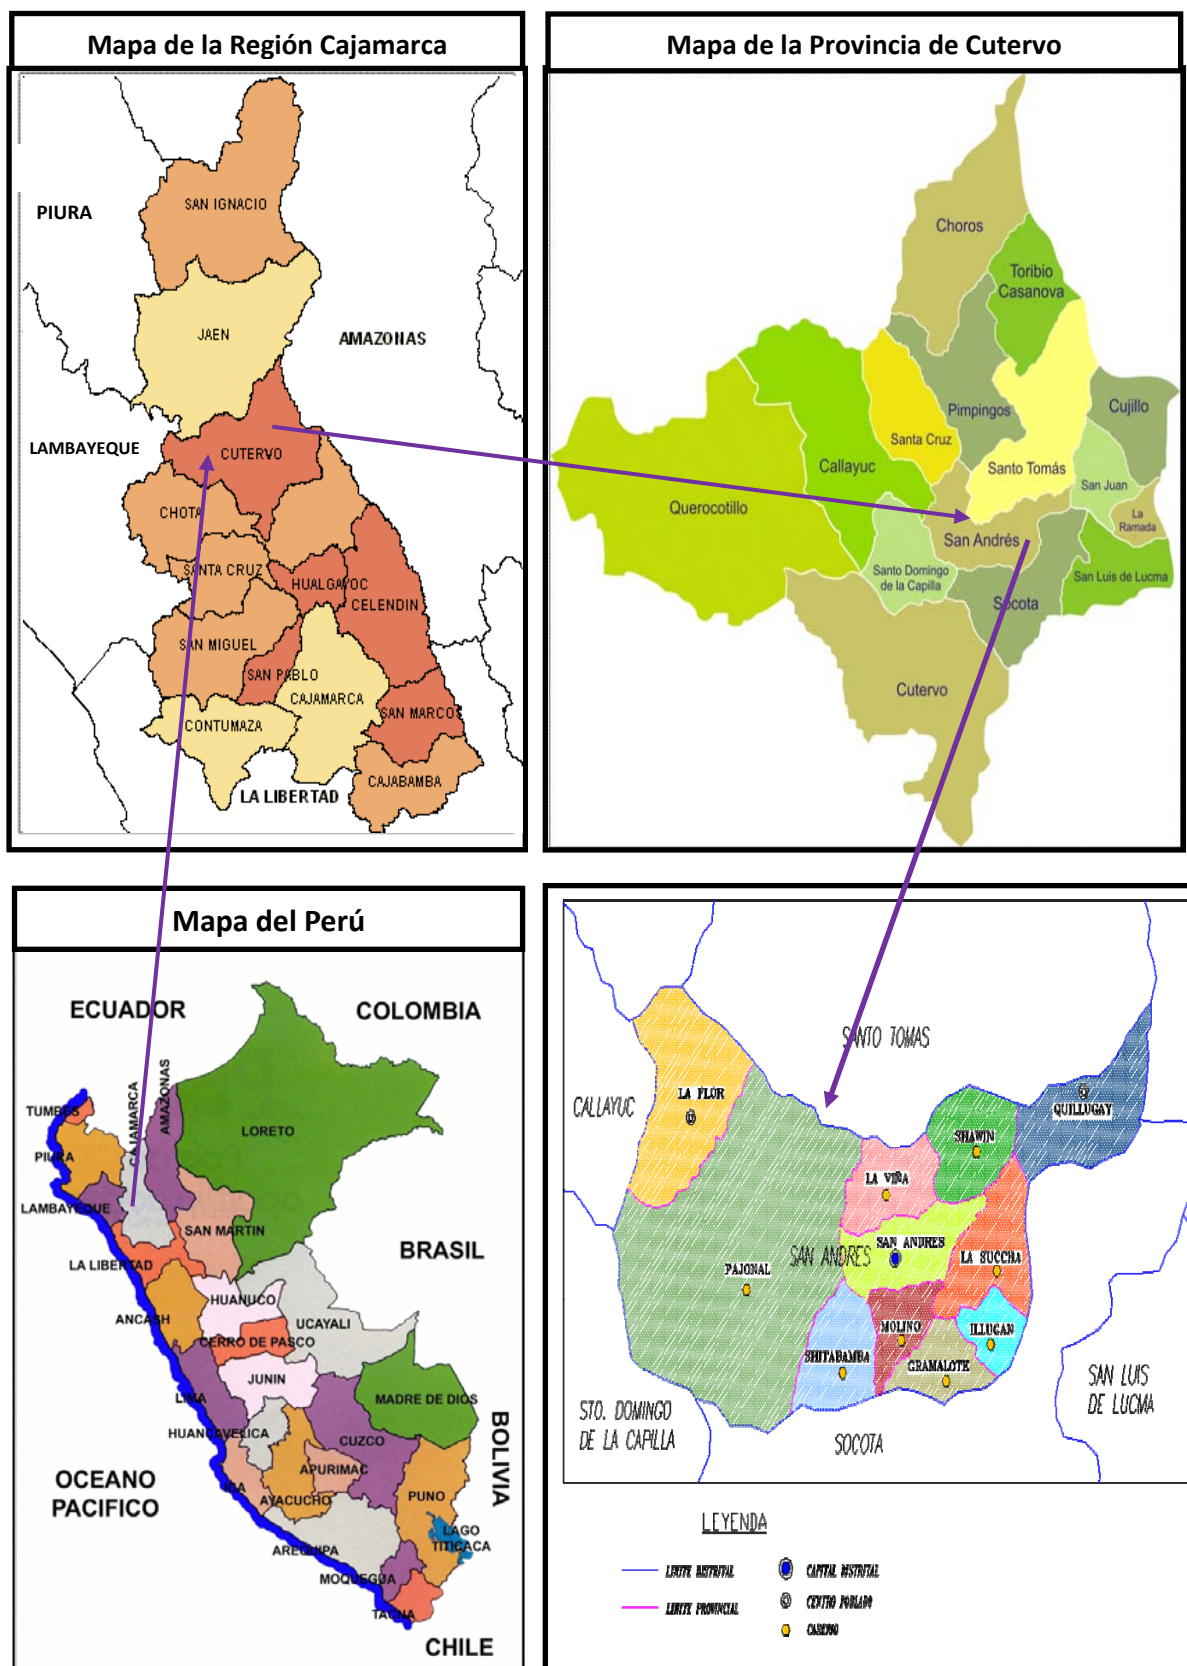 Mapa de la Región Cajamarca
PIURA
SAN IGNACIO
JAEN
AMAZONAS
LAMBAYEQUE
CUTERVO
CHOTA
SANTA CRUZ
HUALGAYOC
CELENDIN
SAN MIGUEL
SAN PABLO
CAJAMARCA
SAN MARCOS
CONTUMAZA
CAJABAMBA
LA LIBERTAD
Mapa de la Provincia de Cutervo
Choros
Toribio
Casanova
Pimpingos
Cujillo
Santa Cruz
Callayuc
Santo Tomás
San Juan
Querocotillo
La
Ramada
San Andrés
Santo Domingo
de la Capilla
San Luis de Lucma
Socota
Cutervo
Mapa del Perú
ECUADOR
COLOMBIA
TUMBES
CAJAMARCA
AMAZONAS
PIURA
LORETO
LAMBAYEQUE
SAN MARTIN
LA LIBERTAD
BRASIL
HUANUCO
ANCASH
UCAYALI
CERRO DE PASCO
JUNIN
LIMA
MADRE DE DIOS
HUANCAVELICA
CUZCO
BOLIVIA
OCEANO
PACIFICO
ICA
APURIMAC
AYACUCHO
PUNO
LAGO
TITICACA
AREQUIPA
MOQUEGUA
TACNA
CHILE
SANTO TOMAS
CALLAYUC
LA FLOR
QUILLUGAY
SHAWIN
LA VIÑA
SAN ANDRES
SAN ANDRES
LA SUCCHA
PAJONAL
MOLINO
ILLUCAN
SHITABAMBA
GRAMALOTE
SAN LUIS
DE LUCMA
STO. DOMINGO
DE LA CAPILLA
SOCOTA
LEYENDA
LIMITE DISTRITAL
CAPITAL DISTRITAL
LIMITE PROVINCIAL
CENTRO POBLADO
CASERIO